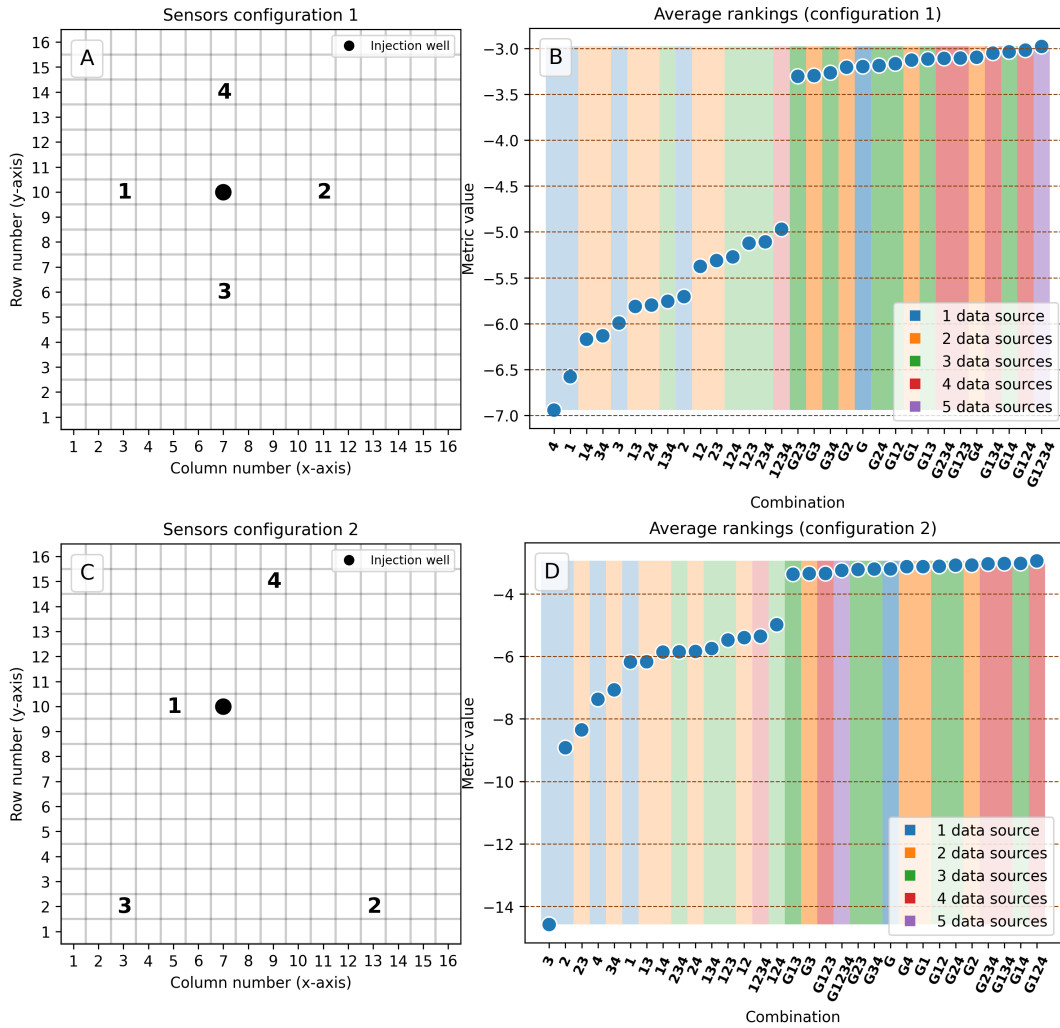 Sensors configuration 1
A
Injection well
16
15
14
13
12
11
10
9
8
7
6
5
4
3
2
1
4
1
2
3
Row number (y-axis)
1 2 3 4 5 6 7 8 9 10 11 12 13 14 15 16
Column number (x-axis)
Average rankings (configuration 1)
B
−3.0
−3.5
−4.0
−4.5
−5.0
−5.5
−6.0
−6.5
−7.0
Metric value
1 data source
2 data sources
3 data sources
4 data sources
5 data sources
4 1 14 34 3 13 24 134 2 12 23 124 123 234 1234 G23 G3 G34 G2 G G24 G12 G1 G13 G234 G123 G4 G134 G14 G124 G1234
Combination
Sensors configuration 2
C
Injection well
16
15
14
13
12
11
10
9
8
7
6
5
4
3
2
1
4
1
3
2
Row number (y-axis)
1 2 3 4 5 6 7 8 9 10 11 12 13 14 15 16
Column number (x-axis)
Average rankings (configuration 2)
D
−4
−6
−8
−10
−12
−14
Metric value
1 data source
2 data sources
3 data sources
4 data sources
5 data sources
3 2 23 4 34 1 13 14 234 24 134 123 12 1234 124 G13 G3 G123 G1234 G23 G34 G G4 G1 G12 G24 G2 G234 G134 G14 G124
Combination